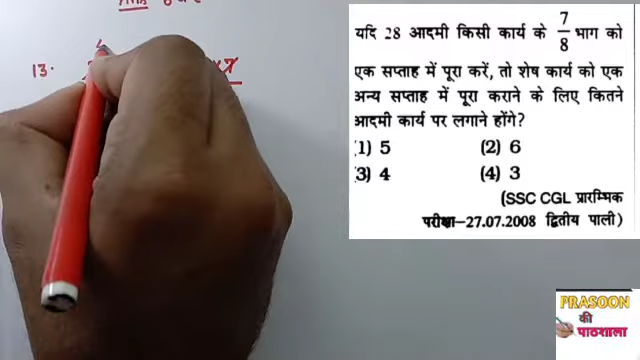 13.
यदि 28 आदमी किसी कार्य के 7/8 भाग को
एक सप्ताह में पूरा करें, तो शेष कार्य को एक
अन्य सप्ताह में पूरा कराने के लिए कितने
आदमी कार्य पर लगाने होंगे?
(1) 5 (2) 6
(3) 4 (4) 3
(SSC CGL प्रारम्भिक
परीक्षा–27.07.2008 द्वितीय पाली)
PRASOON
की
पाठशाला